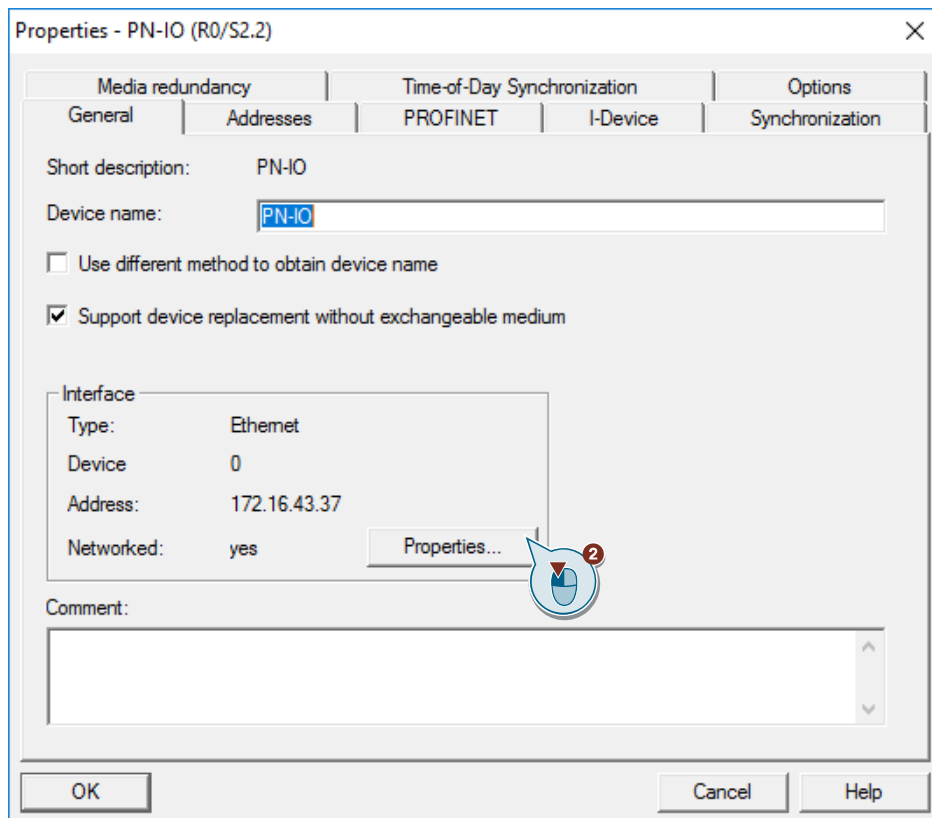 Properties - PN-IO (R0/S2.2)
Media redundancy Time-of-Day Synchronization Options
General Addresses PROFINET I-Device Synchronization
Short description: PN-IO
Device name: PN-IO
Use different method to obtain device name
Support device replacement without exchangeable medium
Interface
Type: Ethernet
Device 0
Address: 172.16.43.37
Networked: yes Properties... 2
Comment:
OK Cancel Help